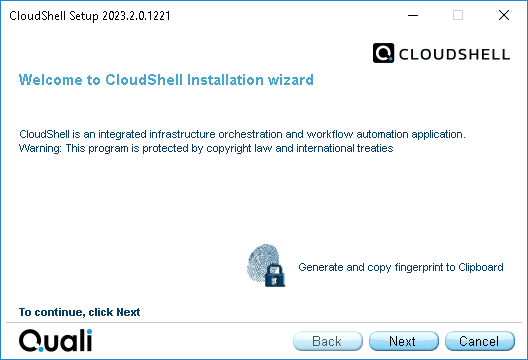 CloudShell Setup 2023.2.0.1221
CLOUDSHELL
Welcome to CloudShell Installation wizard
CloudShell is an integrated infrastructure orchestration and workflow automation application.
Warning: This program is protected by copyright law and international treaties
Generate and copy fingerprint to Clipboard
To continue, click Next
Quali
Back
Next
Cancel